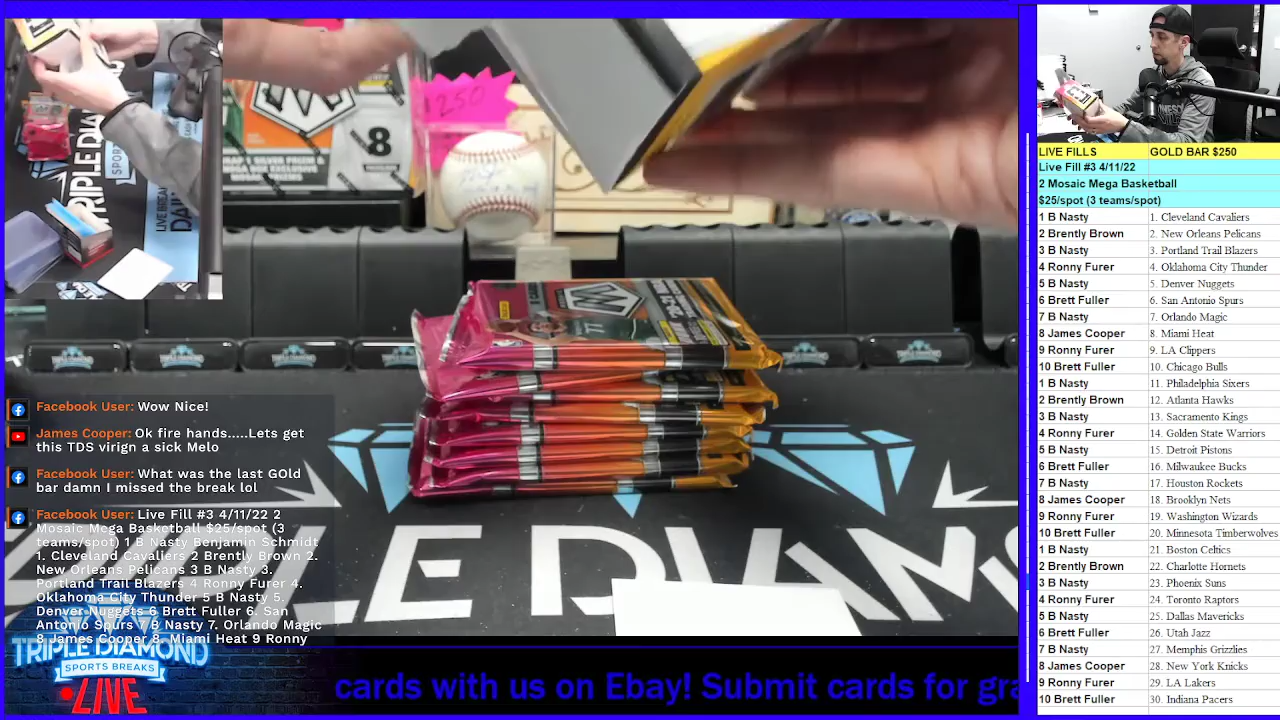 $250
8
TRIPLE DIAMOND
LIVE FILLS GOLD BAR $250
Live Fill #3 4/11/22
2 Mosaic Mega Basketball
$25/spot (3 teams/spot)
1 B Nasty 1. Cleveland Cavaliers
2 Brently Brown 2. New Orleans Pelicans
3 B Nasty 3. Portland Trail Blazers
4 Ronny Furer 4. Oklahoma City Thunder
5 B Nasty 5. Denver Nuggets
6 Brett Fuller 6. San Antonio Spurs
7 B Nasty 7. Orlando Magic
8 James Cooper 8. Miami Heat
9 Ronny Furer 9. LA Clippers
10 Brett Fuller 10. Chicago Bulls
1 B Nasty 11. Philadelphia Sixers
2 Brently Brown 12. Atlanta Hawks
3 B Nasty 13. Sacramento Kings
4 Ronny Furer 14. Golden State Warriors
5 B Nasty 15. Detroit Pistons
6 Brett Fuller 16. Milwaukee Bucks
7 B Nasty 17. Houston Rockets
8 James Cooper 18. Brooklyn Nets
9 Ronny Furer 19. Washington Wizards
10 Brett Fuller 20. Minnesota Timberwolves
1 B Nasty 21. Boston Celtics
2 Brently Brown 22. Charlotte Hornets
3 B Nasty 23. Phoenix Suns
4 Ronny Furer 24. Toronto Raptors
5 B Nasty 25. Dallas Mavericks
6 Brett Fuller 26. Utah Jazz
7 B Nasty 27. Memphis Grizzlies
8 James Cooper 28. New York Knicks
9 Ronny Furer 29. LA Lakers
10 Brett Fuller 30. Indiana Pacers
Facebook User: Wow Nice!
James Cooper: Ok fire hands.....Lets get
this TDS virign a sick Melo
Facebook User: What was the last GOld
bar damn I missed the break lol
Facebook User: Live Fill #3 4/11/22 2
Mosaic Mega Basketball $25/spot (3
teams/spot) 1 B Nasty Benjamin Schmidt
1. Cleveland Cavaliers 2 Brently Brown 2.
New Orleans Pelicans 3 B Nasty 3.
Portland Trail Blazers 4 Ronny Furer 4.
Oklahoma City Thunder 5 B Nasty 5.
Denver Nuggets 6 Brett Fuller 6. San
Antonio Spurs 7 B Nasty 7. Orlando Magic
8 James Cooper 8. Miami Heat 9 Ronny
TRIPLE DIAMOND
SPORTS BREAKS
LIVE
cards with us on Ebay. Submit cards to gra